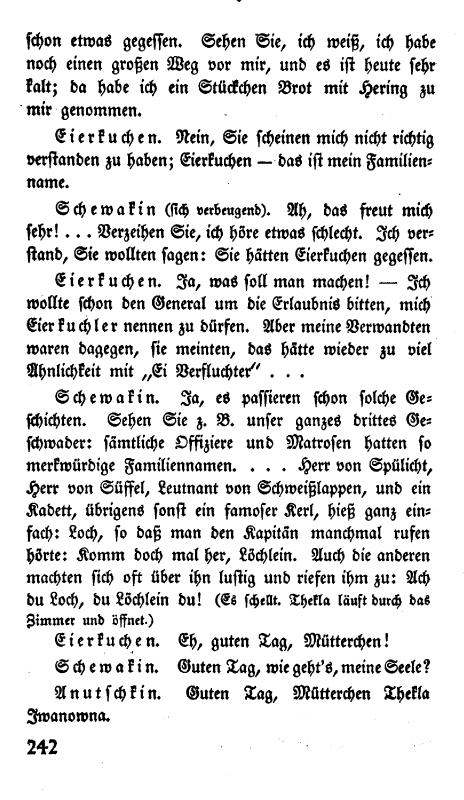 schon etwas gegessen. Sehen Sie, ich weiß, ich habe
noch einen großen Weg vor mir, und es ist heute sehr
kalt; da habe ich ein Stückchen Brot mit Hering zu
mir genommen.
Eierkuchen. Nein, Sie scheinen mich nicht richtig
verstanden zu haben; Eierkuchen — das ist mein Familien-
name.
Schewakin (sich verbeugend). Ah, das freut mich
sehr! ... Verzeihen Sie, ich höre etwas schlecht. Ich ver-
stand, Sie wollten sagen: Sie hätten Eierkuchen gegessen.
Eierkuchen. Ja, was soll man machen! — Ich
wollte schon den General um die Erlaubnis bitten, mich
Eierkuchler nennen zu dürfen. Aber meine Verwandten
waren dagegen, sie meinten, das hätte wieder zu viel
Ähnlichkeit mit „Ei Verfluchter" . . .
Schewakin. Ja, es passieren schon solche Ge-
schichten. Sehen Sie z. B. unser ganzes drittes Ge-
schwader: sämtliche Offiziere und Matrosen hatten so
merkwürdige Familiennamen. . . . Herr von Spülicht,
Herr von Süffel, Leutnant von Schweißlappen, und ein
Kadett, übrigens sonst ein famoser Kerl, hieß ganz ein-
fach: Loch, so daß man den Kapitän manchmal rufen
hörte: Komm doch mal her, Löchlein. Auch die anderen
machten sich oft über ihn lustig und riefen ihm zu: Ach
du Loch, du Löchlein du! (Es schellt. Thekla läuft durch das
Zimmer und öffnet.)
Eierkuchen. Eh, guten Tag, Mütterchen!
Schewakin. Guten Tag, wie geht's, meine Seele?
Anutschkin. Guten Tag, Mütterchen Thekla
Iwanowna.
242